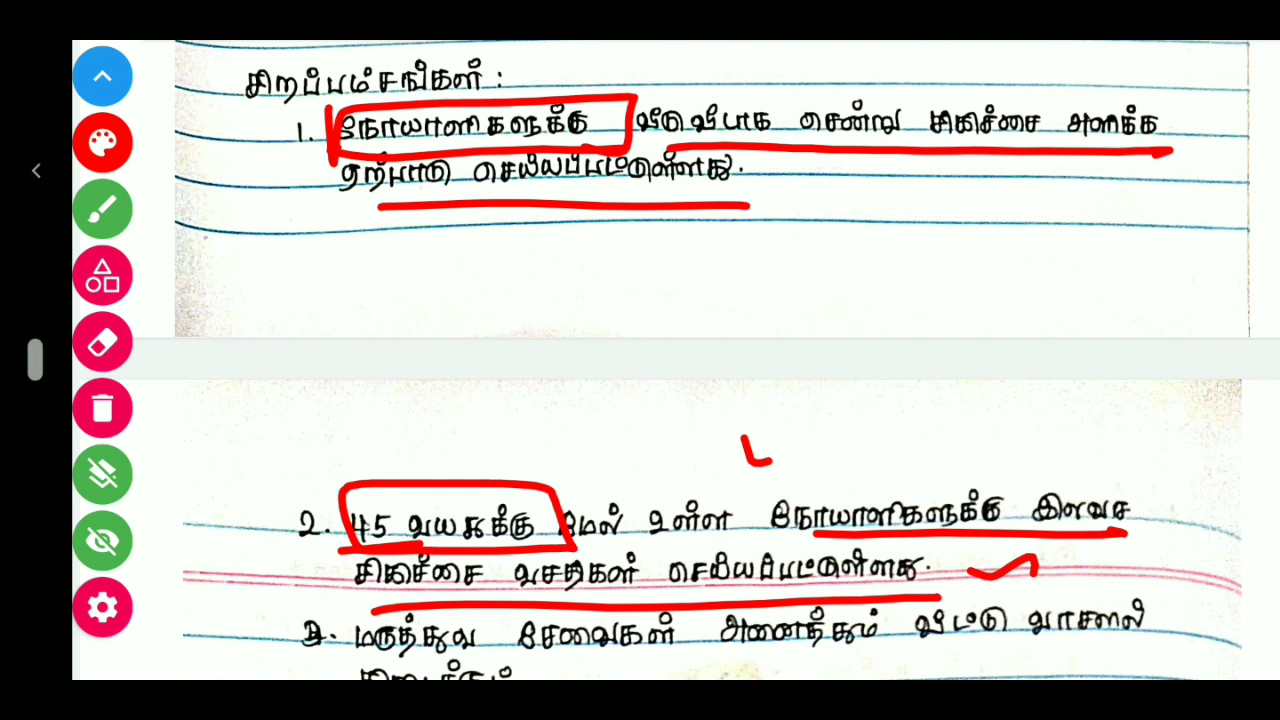 சிறப்பம்சங்கள் :
1. நோயாளிகளுக்கு வீடுவீடாக சென்று சிகிச்சை அளிக்க
ஏற்பாடு செய்யப்பட்டுள்ளது.
2. 45 வயசுக்கு மேல் உள்ள நோயாளிகளுக்கு இலவச
சிகிச்சை வசதிகள் செய்யப்பட்டுள்ளது.
3. மருத்துவ சேவைகள் அனைத்தும் வீட்டு வாசலில்